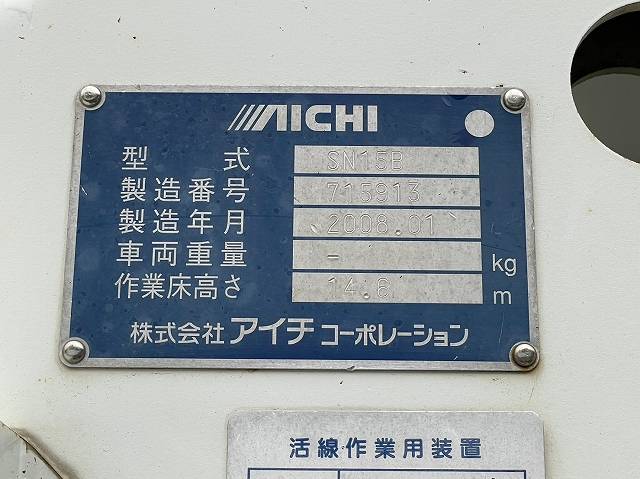 AICHI
型式 SN15B
製造番号 715913
製造年月 2008.01
車両重量 - kg
作業床高さ 14.6 m
株式会社アイチコーポレーション
活線作業用装置